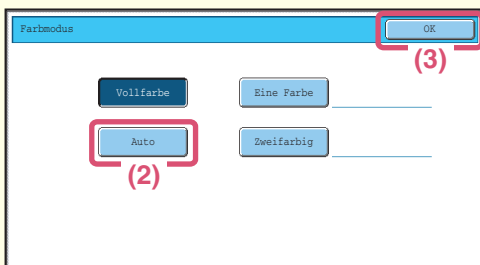 Farbmodus OK
(3)
Vollfarbe Eine Farbe
Auto Zweifarbig
(2)